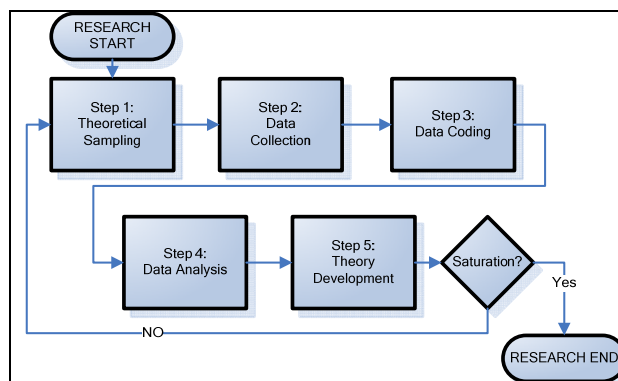 RESEARCH
START
Step 1:
Theoretical
Sampling
Step 2:
Data
Collection
Step 3:
Data Coding
Step 4:
Data Analysis
Step 5:
Theory
Development
Saturation?
Yes
NO
RESEARCH END